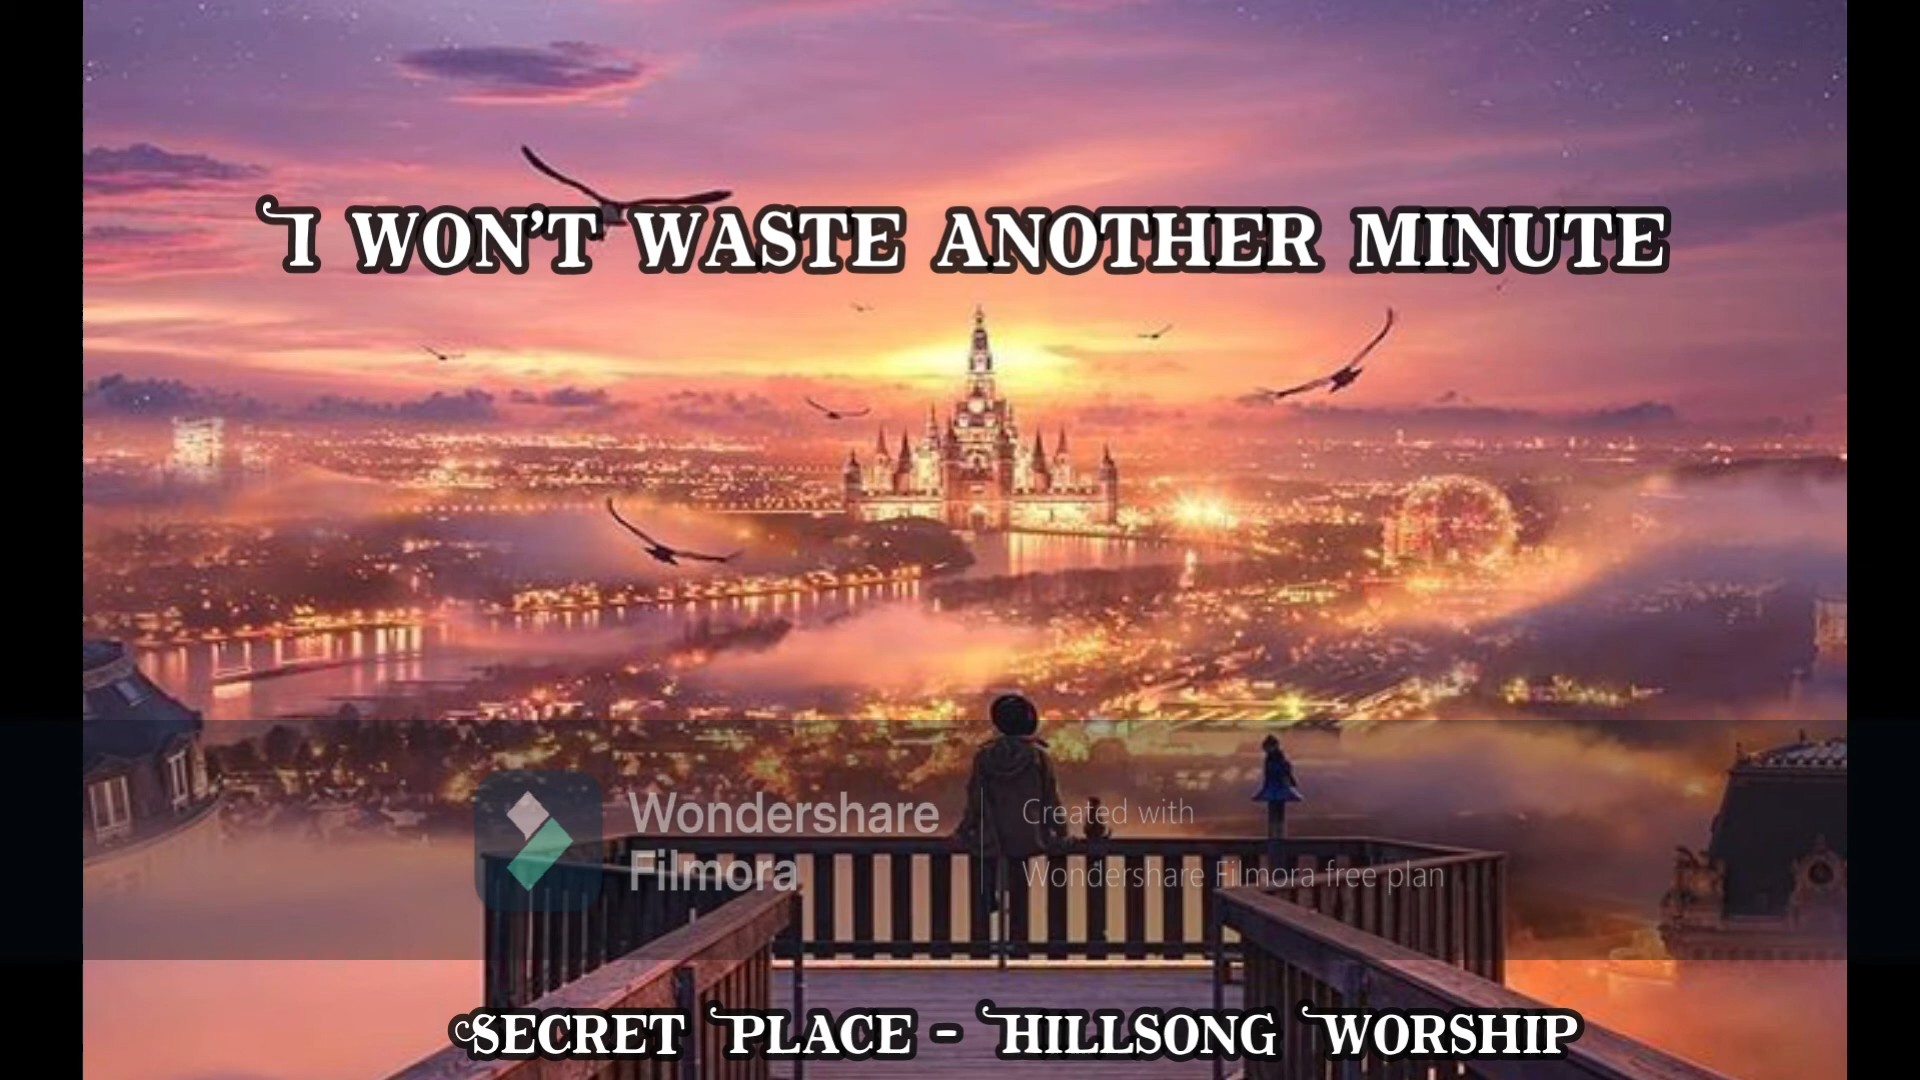 I WON'T WASTE ANOTHER MINUTE
Wondershare
Filmora
Created with
Wondershare Filmora free plan
SECRET PLACE - HILLSONG WORSHIP